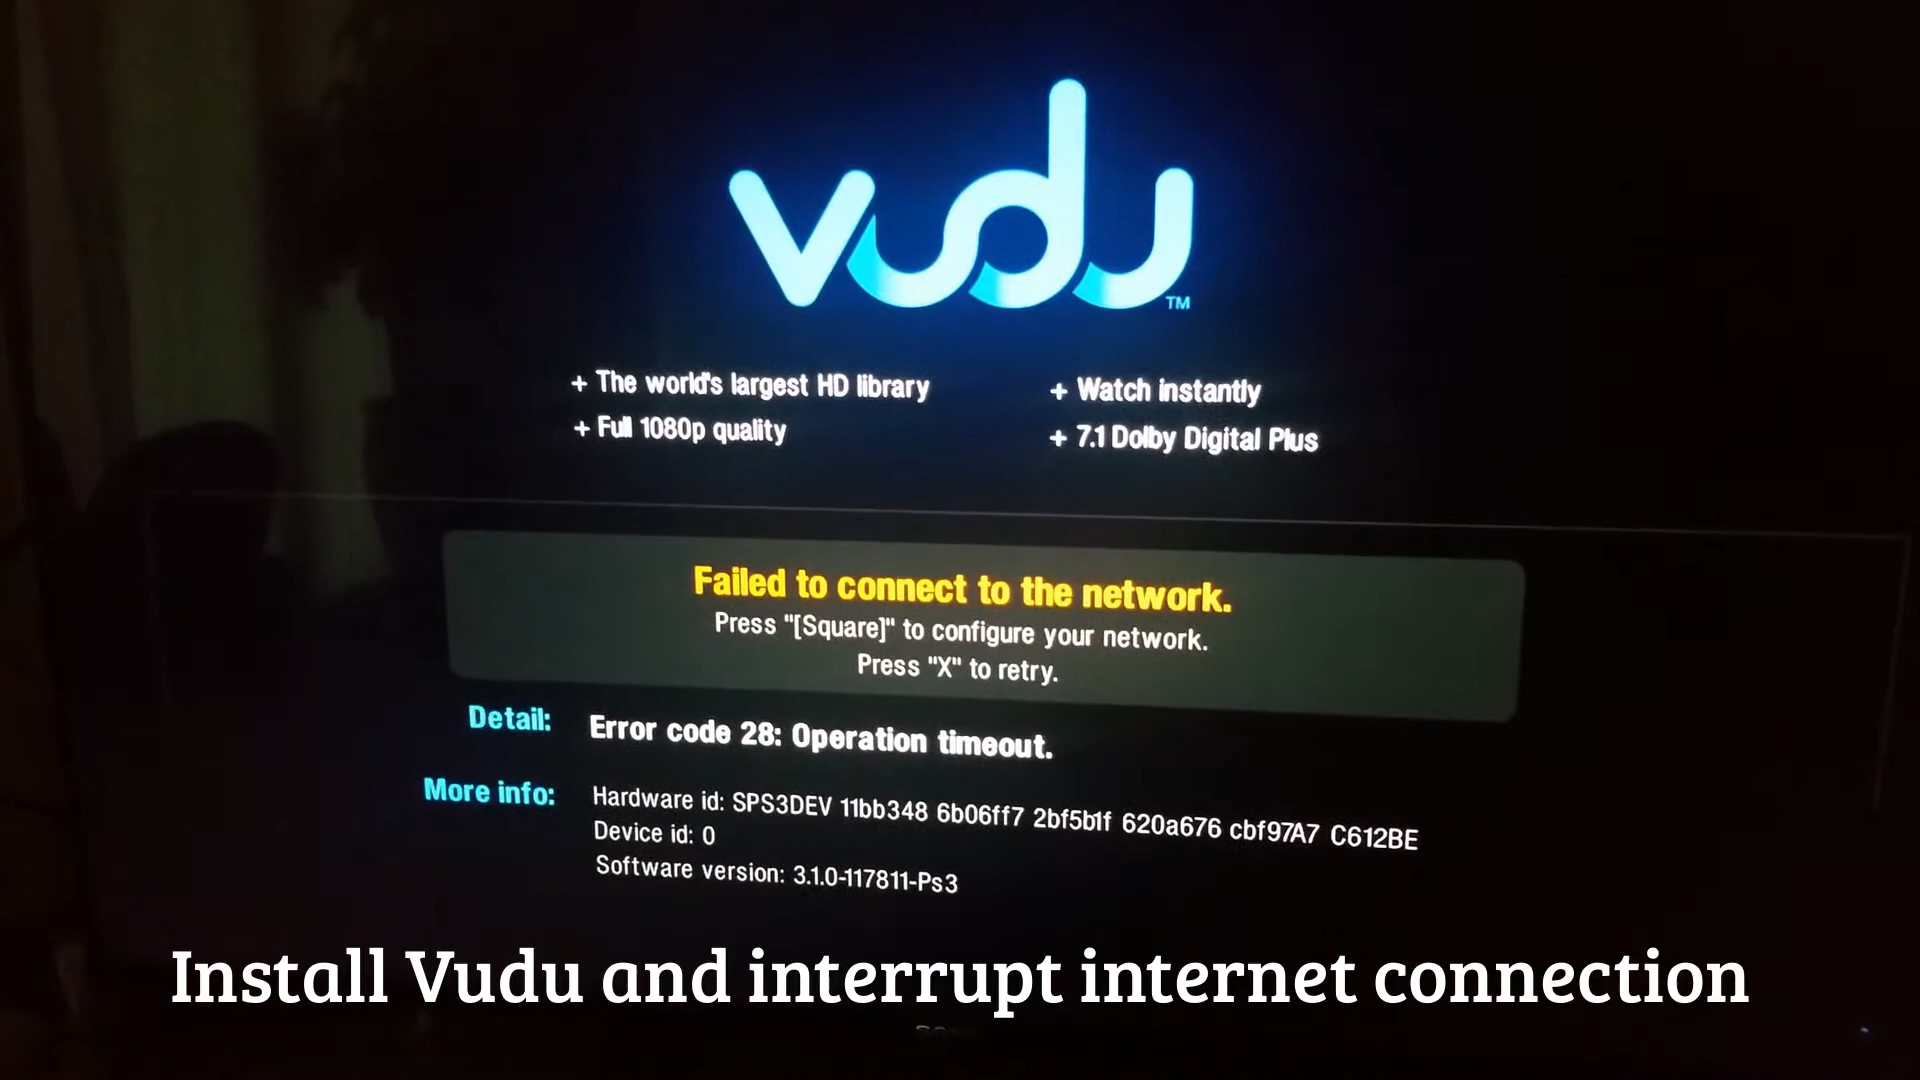 vudu™
+ The world's largest HD library
+ Full 1080p quality
+ Watch instantly
+ 7.1 Dolby Digital Plus
Failed to connect to the network.
Press "[Square]" to configure your network.
Press "X" to retry.
Detail: Error code 28: Operation timeout.
More info: Hardware id: SPS3DEV 11bb348 6b06ff7 2bf5b1f 620a676 cbf97A7 C612BE
Device id: 0
Software version: 3.1.0-117811-Ps3
Install Vudu and interrupt internet connection